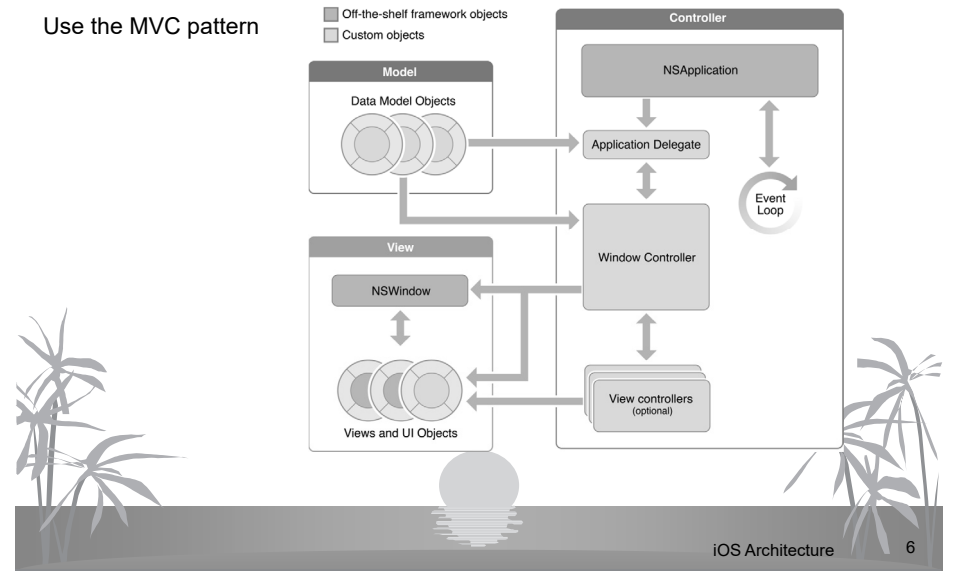 Use the MVC pattern
Off-the-shelf framework objects
Custom objects
Model
Data Model Objects
View
NSWindow
Views and UI Objects
Controller
NSApplication
Application Delegate
Event
Loop
Window Controller
View controllers
(optional)
iOS Architecture
6